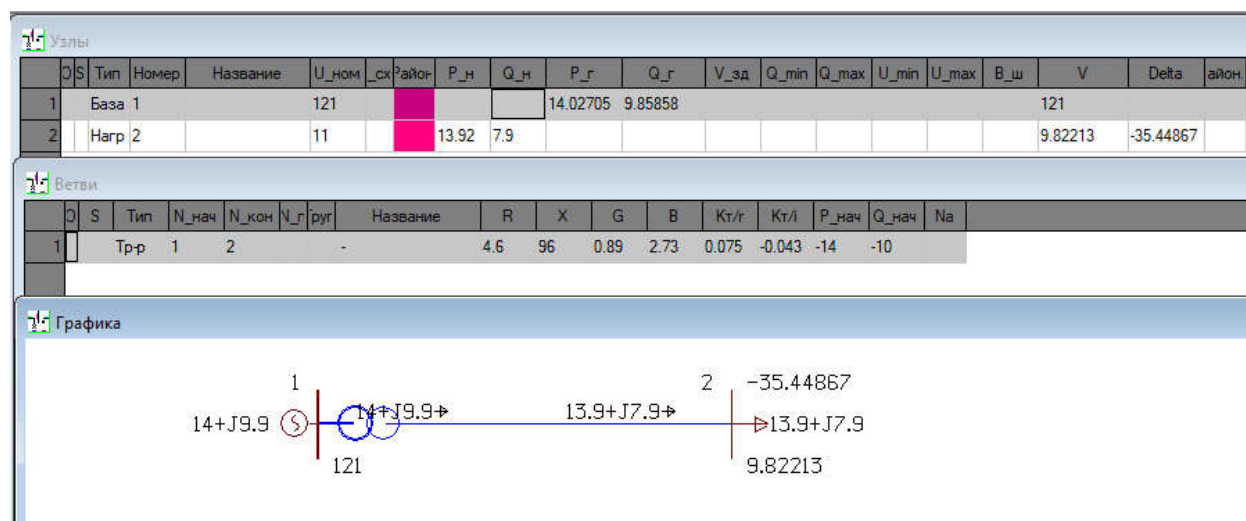 Узлы
O S Тип Номер Название U_ном _сх Район P_н Q_н P_г Q_г V_зд Q_min Q_max U_min U_max B_ш V Delta айон.
1 База 1 121 14.02705 9.85858 121
2 Нагр 2 11 13.92 7.9 9.82213 -35.44867
Ветви
O S Тип N_нач N_кон N_п Груг Название R X G B Кт/r Кт/i P_нач Q_нач Na
1 Тр-р 1 2 - 4.6 96 0.89 2.73 0.075 -0.043 -14 -10
Графика
1 2 -35.44867
14+J9.9 S 14+J9.9 13.9+J7.9 13.9+J7.9
121 9.82213